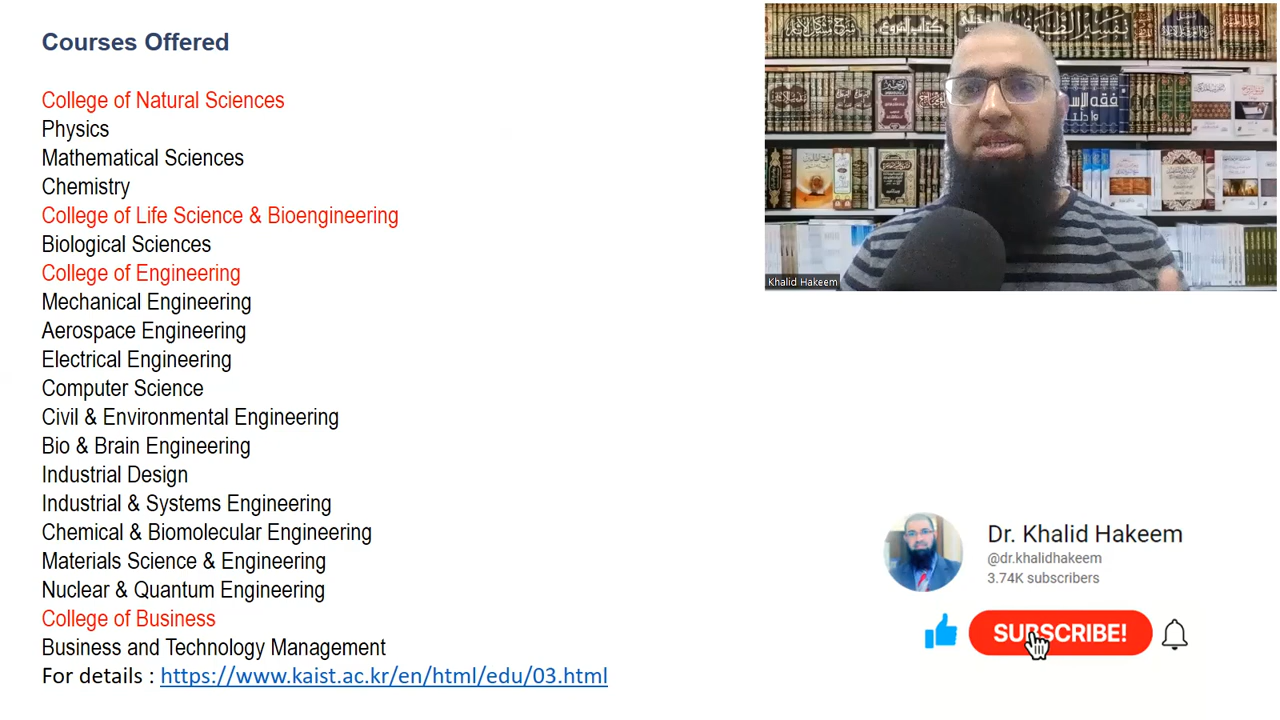 Courses Offered
College of Natural Sciences
Physics
Mathematical Sciences
Chemistry
College of Life Science & Bioengineering
Biological Sciences
College of Engineering
Mechanical Engineering
Aerospace Engineering
Electrical Engineering
Computer Science
Civil & Environmental Engineering
Bio & Brain Engineering
Industrial Design
Industrial & Systems Engineering
Chemical & Biomolecular Engineering
Materials Science & Engineering
Nuclear & Quantum Engineering
College of Business
Business and Technology Management
For details : https://www.kaist.ac.kr/en/html/edu/03.html
تفسير الطبري
Khalid Hakeem
Dr. Khalid Hakeem
@dr.khalidhakeem
3.74K subscribers
SUBSCRIBE!